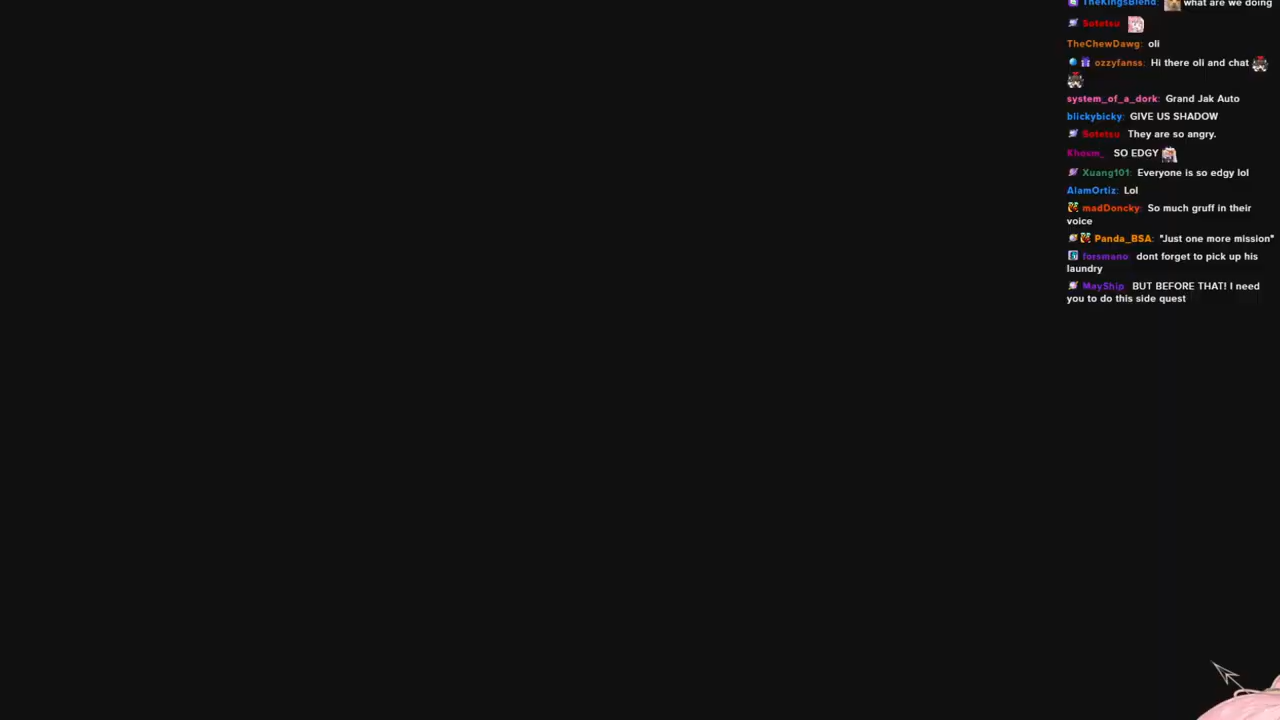 TheKingsBlend: what are we doing
Sotetsu
TheChewDawg: oli
ozzyfanss: Hi there oli and chat
system_of_a_dork: Grand Jak Auto
blickybicky: GIVE US SHADOW
Sotetsu They are so angry.
Khosm_ SO EDGY
Xuang101: Everyone is so edgy lol
AlamOrtiz: Lol
madDoncky: So much gruff in their
voice
Panda_BSA: "Just one more mission"
forsmano: dont forget to pick up his
laundry
MayShip BUT BEFORE THAT! I need
you to do this side quest